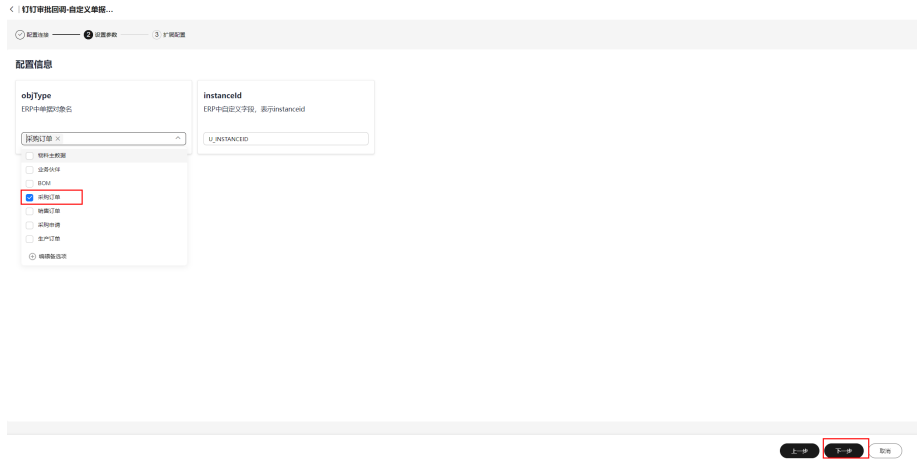 钉钉审批回调-自定义单据...
配置连接 2 设置参数 3 扩展配置
配置信息
objType
ERP中单据对象名
采购订单
物料主数据
业务伙伴
BOM
采购订单
销售订单
采购申请
生产订单
编辑备选项
instanceId
ERP中自定义字段，表示instanceid
U_INSTANCEID
上一步 下一步 取消